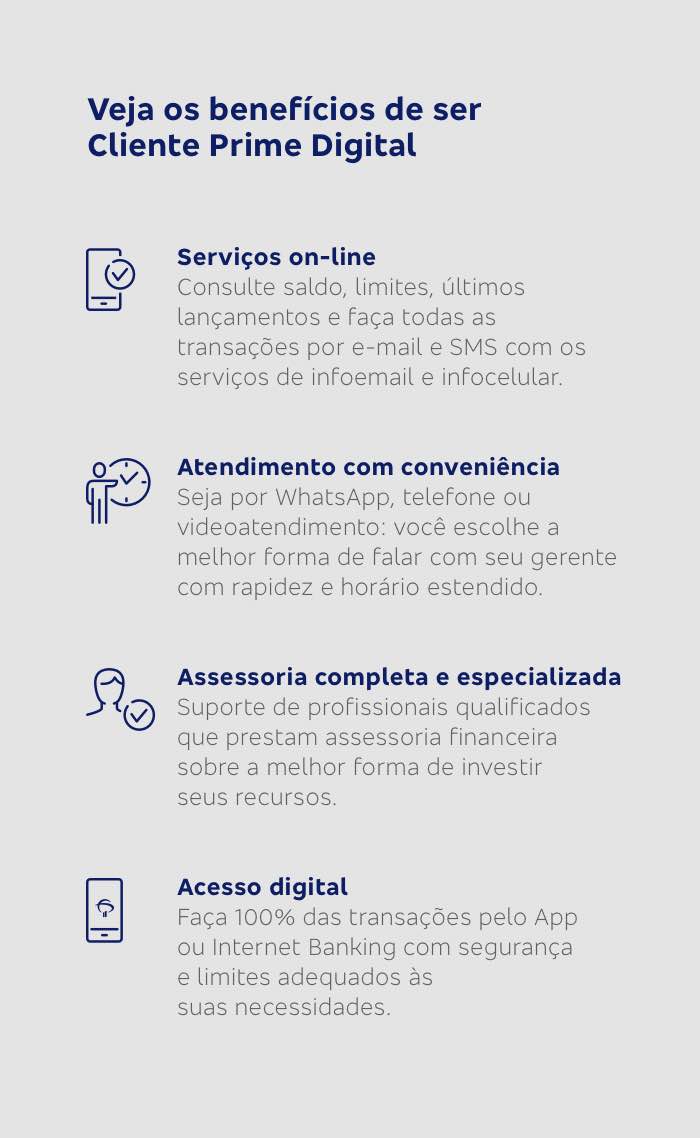 Veja os benefícios de ser
Cliente Prime Digital
Serviços on-line
Consulte saldo, limites, últimos
lançamentos e faça todas as
transações por e-mail e SMS com os
serviços de infoemail e infocelular.
Atendimento com conveniência
Seja por WhatsApp, telefone ou
videoatendimento: você escolhe a
melhor forma de falar com seu gerente
com rapidez e horário estendido.
Assessoria completa e especializada
Suporte de profissionais qualificados
que prestam assessoria financeira
sobre a melhor forma de investir
seus recursos.
Acesso digital
Faça 100% das transações pelo App
ou Internet Banking com segurança
e limites adequados às
suas necessidades.